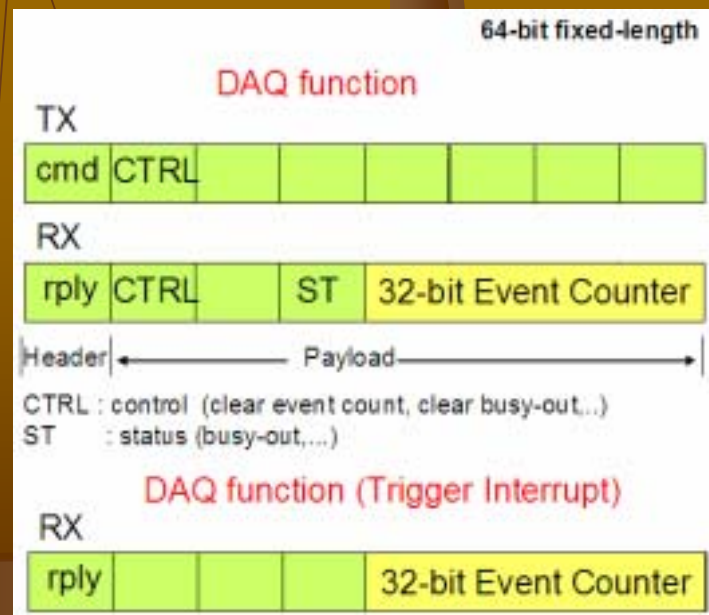 64-bit fixed-length
DAQ function
TX
cmd CTRL
RX
rply CTRL ST 32-bit Event Counter
Header Payload
CTRL : control (clear event count, clear busy-out,..)
ST : status (busy-out,...)
DAQ function (Trigger Interrupt)
RX
rply 32-bit Event Counter